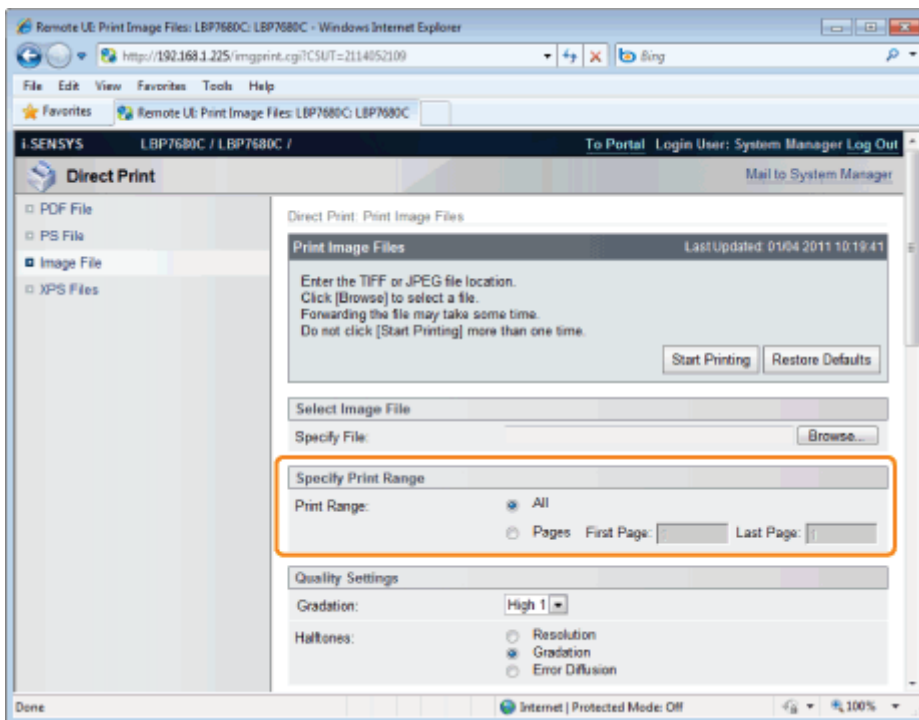 Remote UI: Print Image Files: LBP7680C: LBP7680C - Windows Internet Explorer
http://192.168.1.225/imgprint.cgi?CSUT=2114052109
Bing
File Edit View Favorites Tools Help
Favorites Remote UI: Print Image Files: LBP7680C: LBP7680C
i-SENSYS LBP7680C / LBP7680C / To Portal Login User: System Manager Log Out
Direct Print Mail to System Manager
PDF File
PS File
Image File
XPS Files
Direct Print: Print Image Files
Print Image Files Last Updated: 01/04 2011 10:19:41
Enter the TIFF or JPEG file location.
Click [Browse] to select a file.
Forwarding the file may take some time.
Do not click [Start Printing] more than one time.
Start Printing Restore Defaults
Select Image File
Specify File: Browse...
Specify Print Range
Print Range: All
Pages First Page: Last Page:
Quality Settings
Gradation: High 1
Halftones: Resolution
Gradation
Error Diffusion
Done Internet | Protected Mode: Off 100%